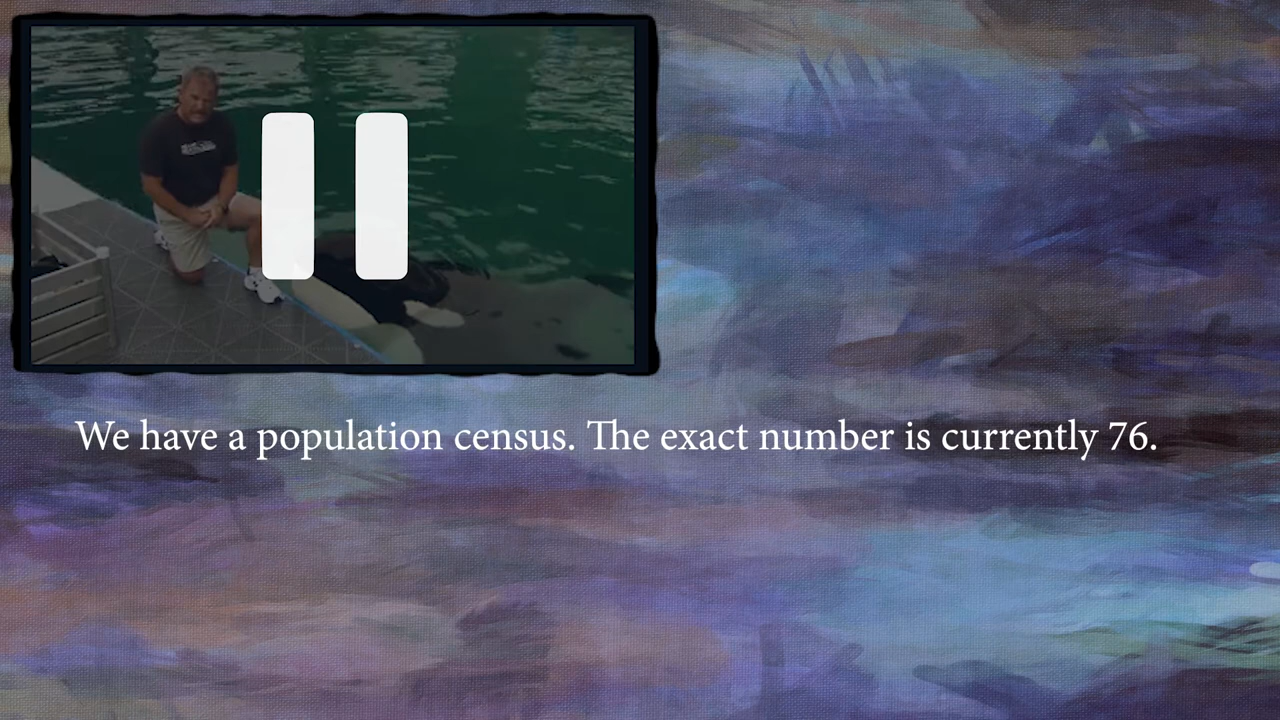 We have a population census. The exact number is currently 76.